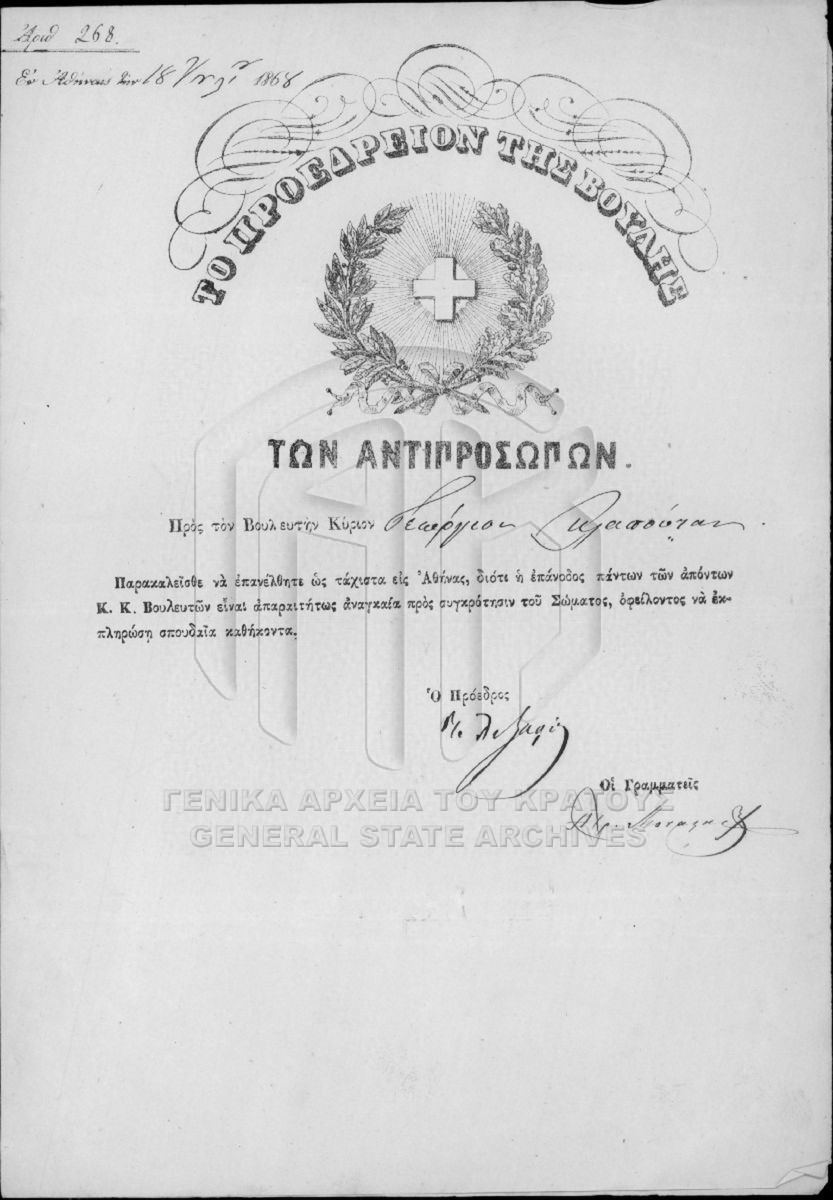 Ἀριθ 268.
Ἐν Ἀθήναις τὴν 18 1868
ΤΟ ΠΡΟΕΔΡΕΙΟΝ ΤΗΣ ΒΟΥΛΗΣ
ΤΩΝ ΑΝΤΙΠΡΟΣΩΠΩΝ.
Πρὸς τὸν Βουλευτὴν Κύριον Γεώργιον
Παρακαλεῖσθε νὰ ἐπανέλθητε ὡς τάχιστα εἰς Ἀθήνας, διότι ἡ ἐπάνοδος πάντων τῶν ἀπόντων
Κ. Κ. Βουλευτῶν εἶναι ἀπαραιτήτως ἀναγκαία πρὸς συγκρότησιν τοῦ Σώματος, ὀφείλοντος νὰ ἐκ-
πληρώσῃ σπουδαῖα καθήκοντα.
Ὁ Πρόεδρος
Οἱ Γραμματεῖς
ΓΕΝΙΚΑ ΑΡΧΕΙΑ ΤΟΥ ΚΡΑΤΟΥΣ
GENERAL STATE ARCHIVES